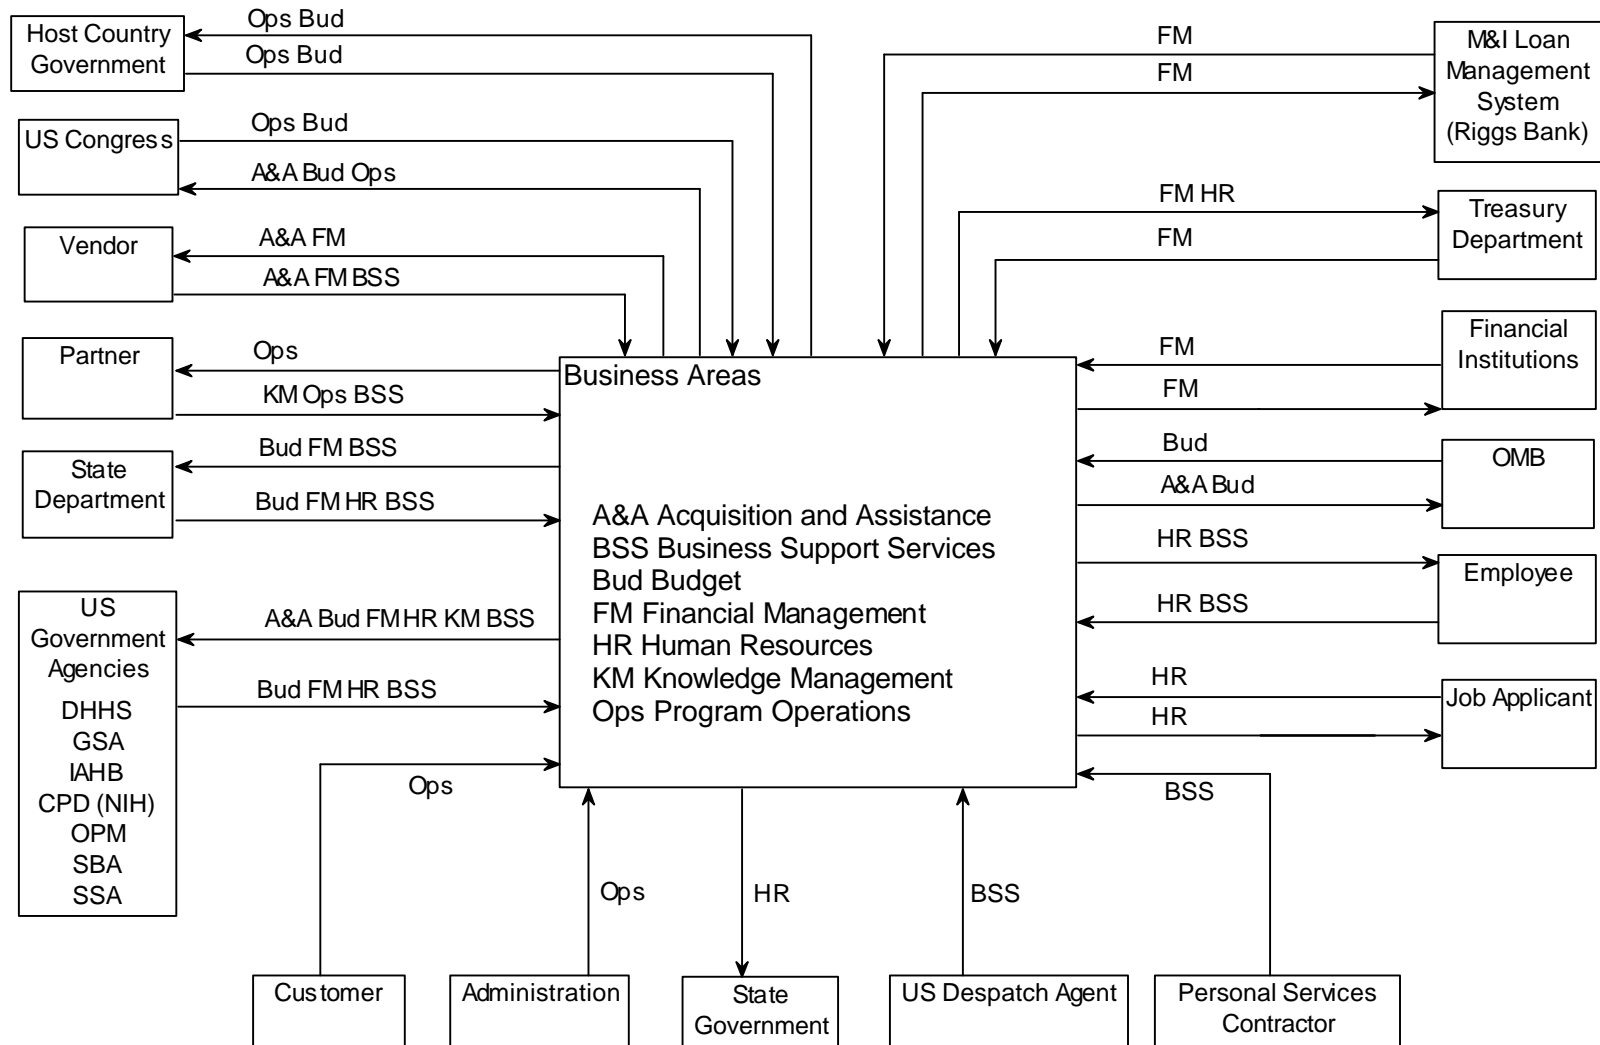 Host Country
Government
Ops Bud
Ops Bud
US Congress
Ops Bud
A&A Bud Ops
Vendor
A&A FM
A&A FM BSS
Partner
Ops
KM Ops BSS
State
Department
Bud FM BSS
Bud FM HR BSS
US
Government
Agencies
DHHS
GSA
IAHB
CPD (NIH)
OPM
SBA
SSA
A&A Bud FM HR KM BSS
Bud FM HR BSS
Business Areas
A&A Acquisition and Assistance
BSS Business Support Services
Bud Budget
FM Financial Management
HR Human Resources
KM Knowledge Management
Ops Program Operations
FM
FM
M&I Loan
Management
System
(Riggs Bank)
FM HR
FM
Treasury
Department
FM
FM
Financial
Institutions
Bud
A&A Bud
OMB
HR BSS
HR BSS
Employee
HR
HR
Job Applicant
Ops
Customer
Ops
Administration
HR
State
Government
BSS
US Despatch Agent
BSS
Personal Services
Contractor